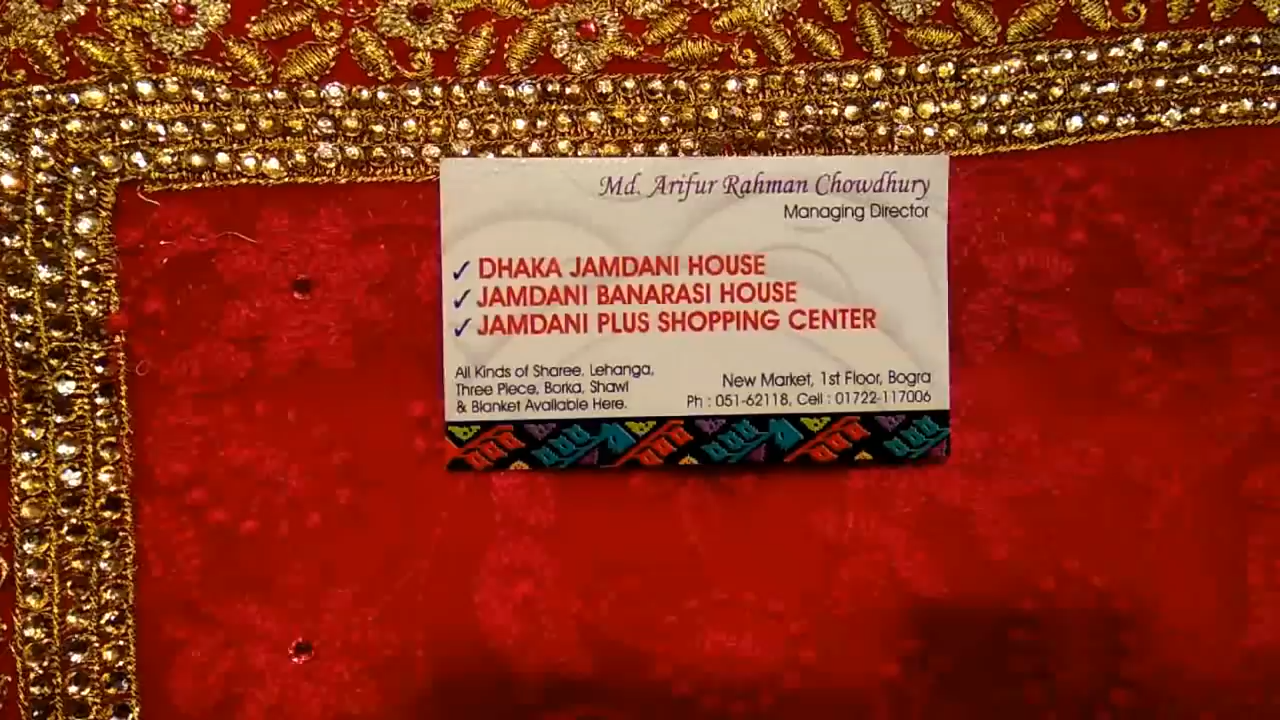 Md. Arifur Rahman Chowdhury
Managing Director
✓ DHAKA JAMDANI HOUSE
✓ JAMDANI BANARASI HOUSE
✓ JAMDANI PLUS SHOPPING CENTER
All Kinds of Sharee, Lehanga,
Three Piece, Borka, Shawl
& Blanket Available Here.
New Market, 1st Floor, Bogra
Ph : 051-62118, Cell : 01722-117006